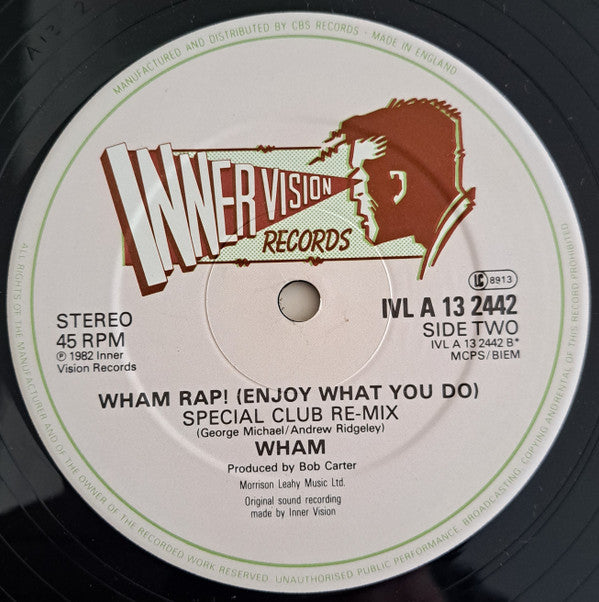 MANUFACTURED AND DISTRIBUTED BY CBS RECORDS · MADE IN ENGLAND
INNERVISION
RECORDS
LC 8913
STEREO
45 RPM
℗ 1982 Inner
Vision Records
IVL A 13 2442
SIDE TWO
IVL A 13 2442 B*
MCPS/BIEM
WHAM RAP! (ENJOY WHAT YOU DO)
SPECIAL CLUB RE-MIX
(George Michael/Andrew Ridgeley)
WHAM
Produced by Bob Carter
Morrison Leahy Music Ltd.
Original sound recording
made by Inner Vision
ALL RIGHTS OF THE MANUFACTURER AND OF THE OWNER OF THE RECORDED WORK RESERVED. UNAUTHORISED PUBLIC PERFORMANCE, BROADCASTING, COPYING AND RENTAL OF THIS RECORD PROHIBITED